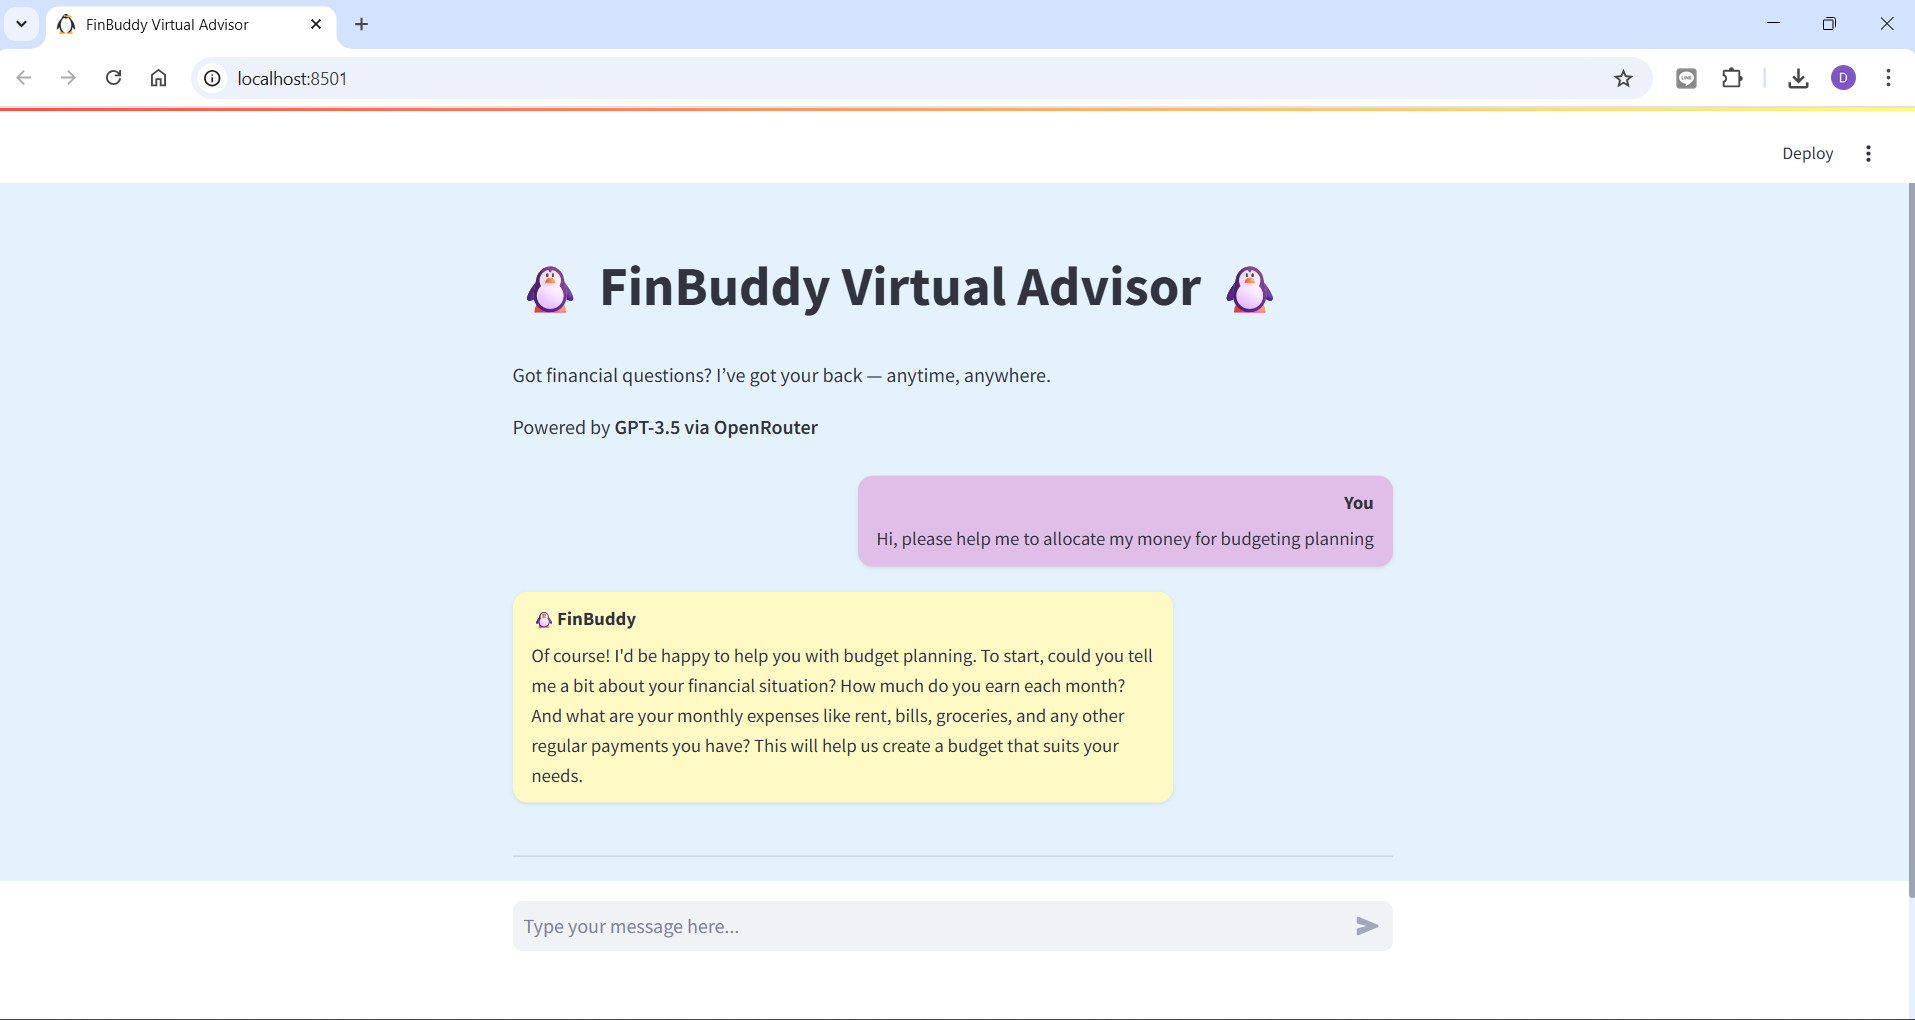 FinBuddy Virtual Advisor
localhost:8501
D
Deploy
FinBuddy Virtual Advisor
Got financial questions? I’ve got your back — anytime, anywhere.
Powered by GPT-3.5 via OpenRouter
You
Hi, please help me to allocate my money for budgeting planning
FinBuddy
Of course! I'd be happy to help you with budget planning. To start, could you tell
me a bit about your financial situation? How much do you earn each month?
And what are your monthly expenses like rent, bills, groceries, and any other
regular payments you have? This will help us create a budget that suits your
needs.
Type your message here...